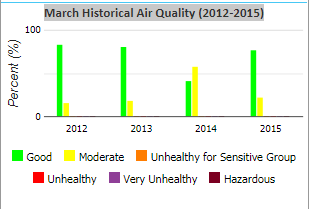 March Historical Air Quality (2012-2015)
100
Percent (%)
0
2012 2013 2014 2015
Good Moderate Unhealthy for Sensitive Group
Unhealthy Very Unhealthy Hazardous